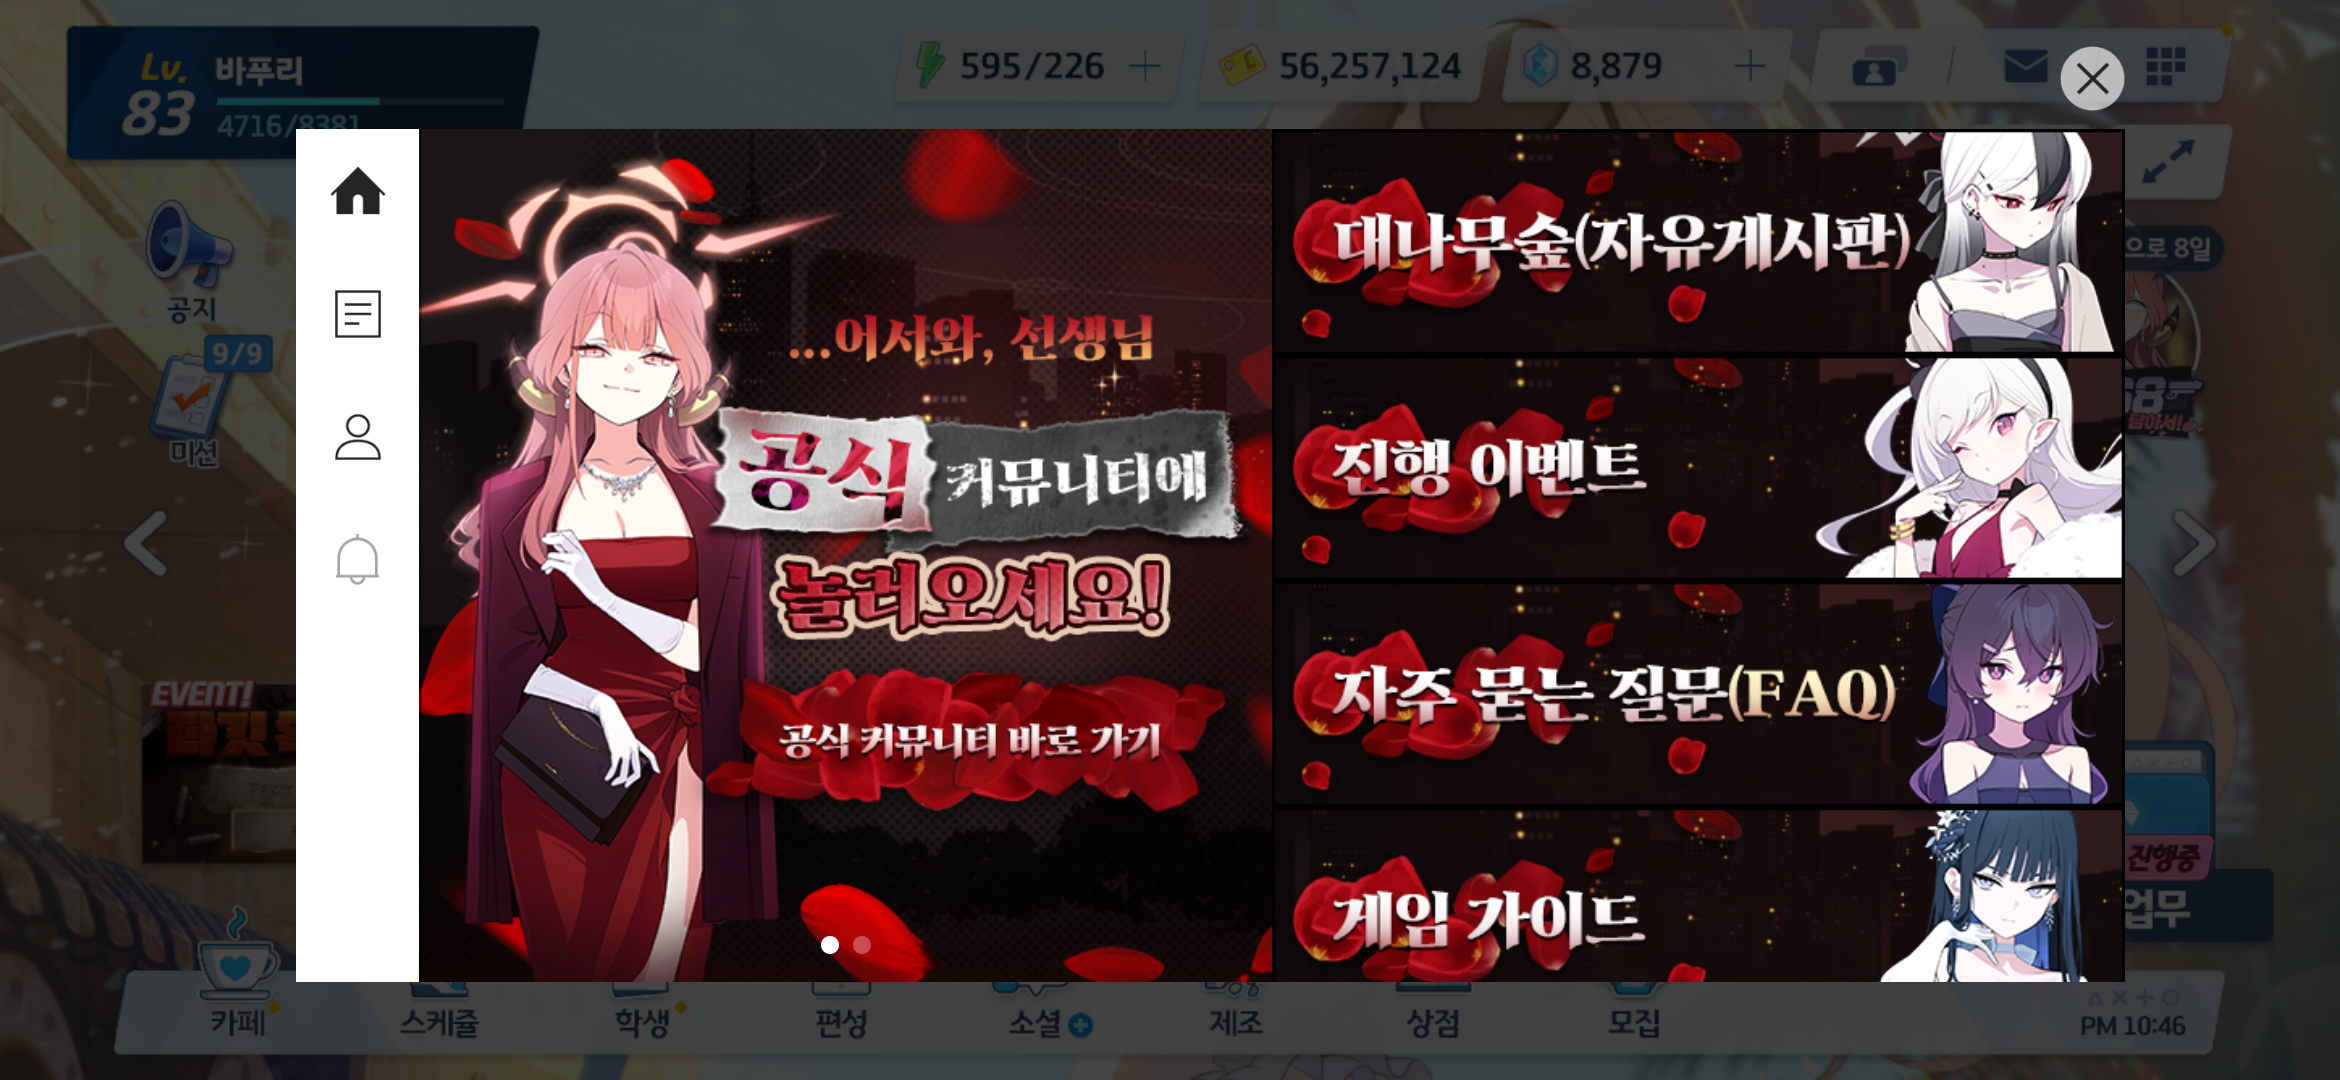 Lv. 바푸리
83
4716/8381
595/226
56,257,124
8,879
공지
9/9
미션
...어서와, 선생님
공식 커뮤니티에
놀러오세요!
공식 커뮤니티 바로 가기
대나무숲(자유게시판)
진행 이벤트
자주 묻는 질문(FAQ)
게임 가이드
으로 8일
담아서!
EVENT!
진행중
업무
카페
스케줄
학생
편성
소셜
제조
상점
모집
PM 10:46